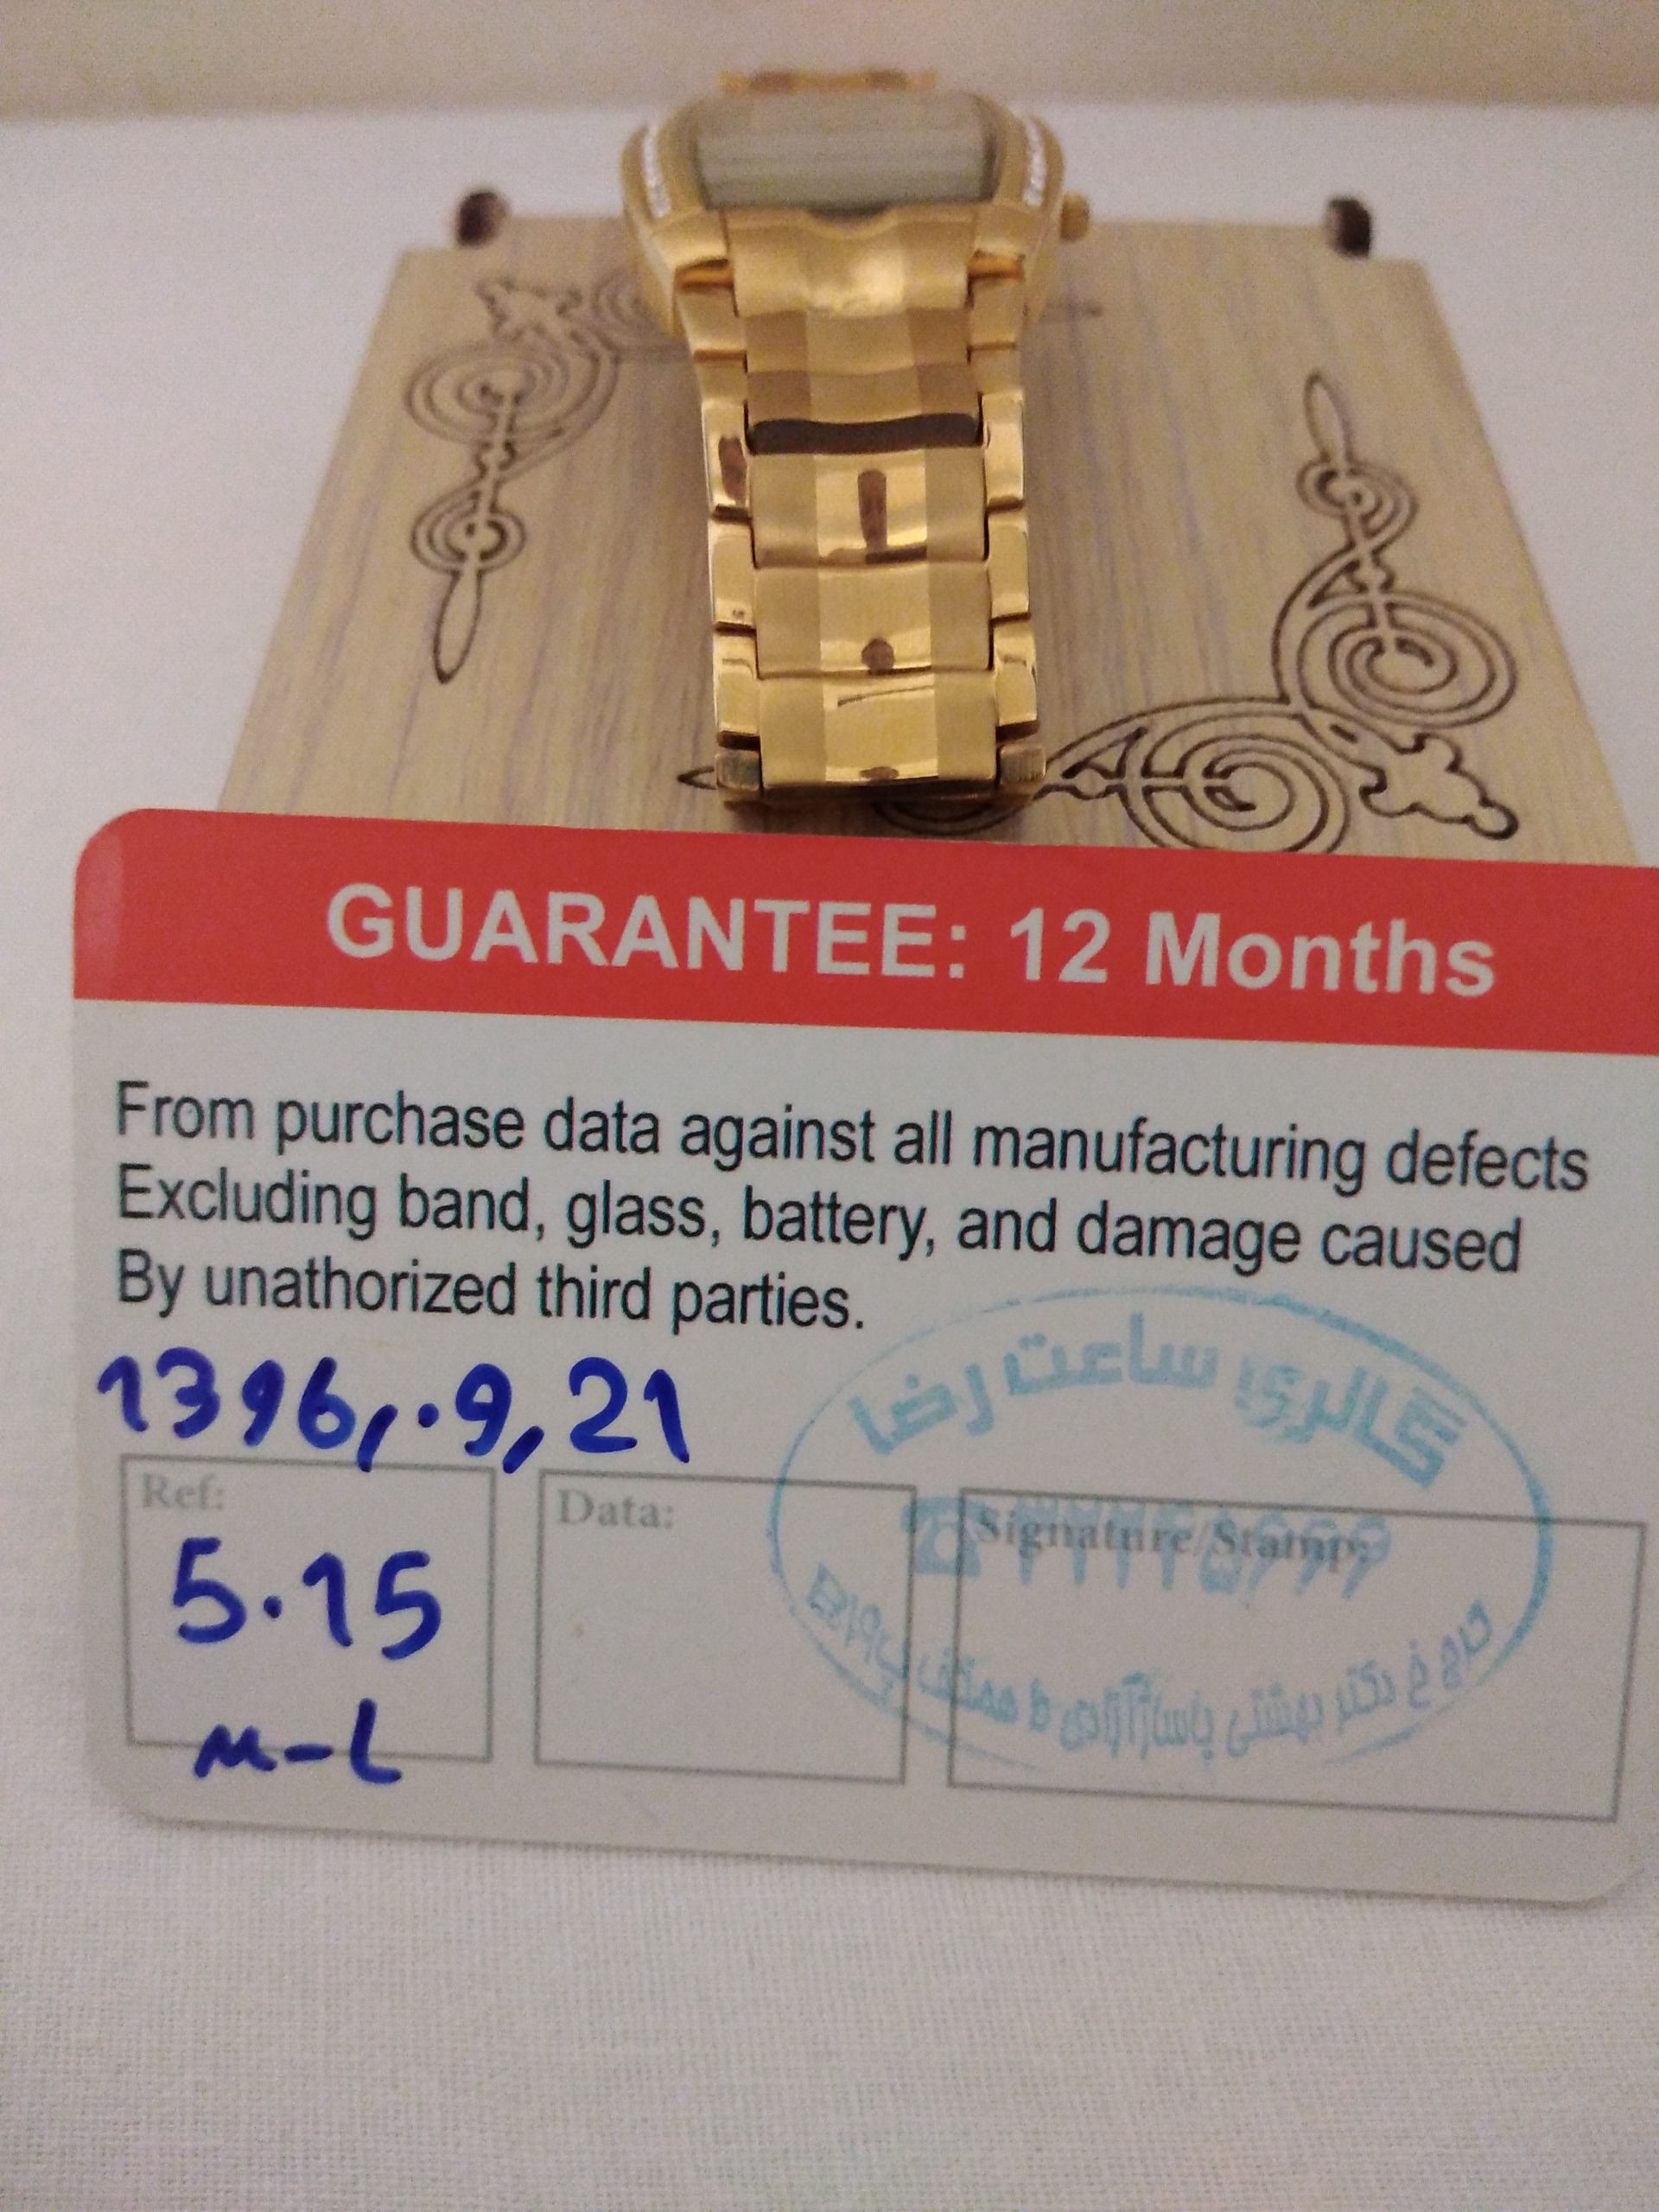 GUARANTEE: 12 Months
From purchase data against all manufacturing defects
Excluding band, glass, battery, and damage caused
By unathorized third parties.
1396,.9,21
گالری ساعت رضا
Ref:
Data:
Signature/Stamp:
5.15
M-L